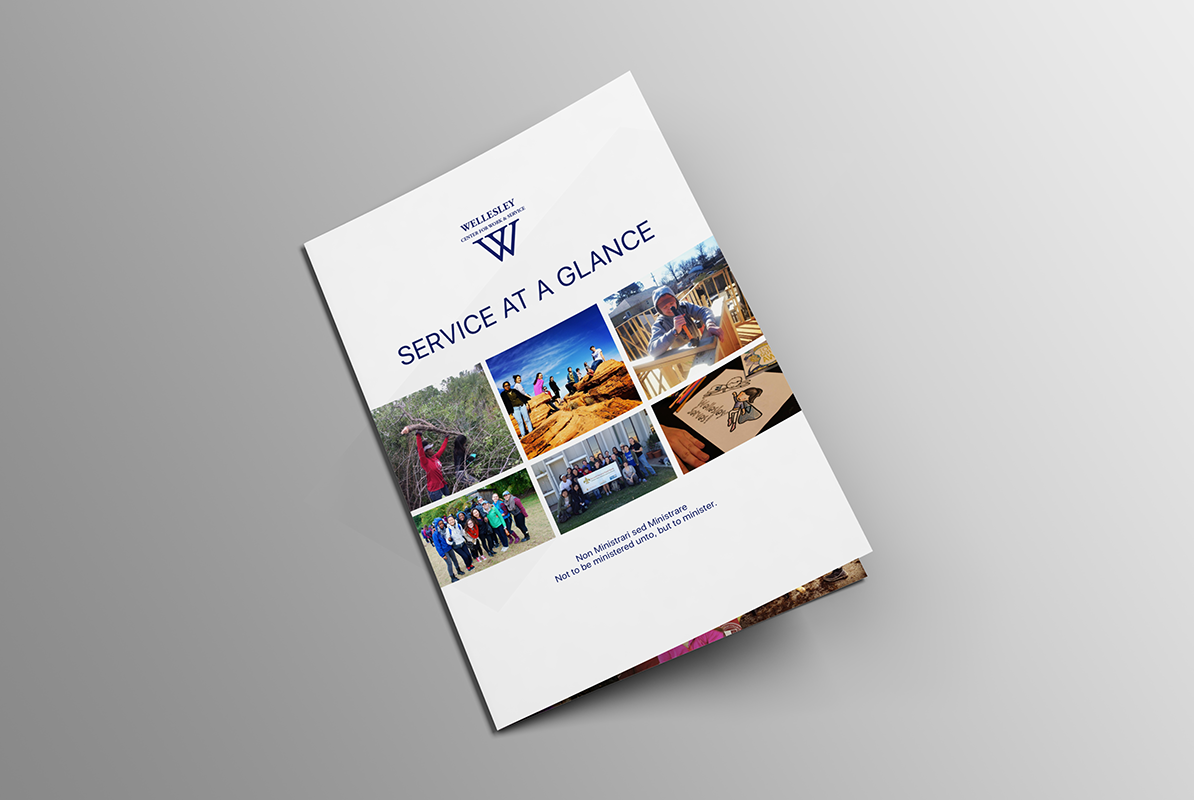 WELLESLEY
CENTER FOR WORK & SERVICE
W
SERVICE AT A GLANCE
Non Ministrari sed Ministrare
Not to be ministered unto, but to minister.